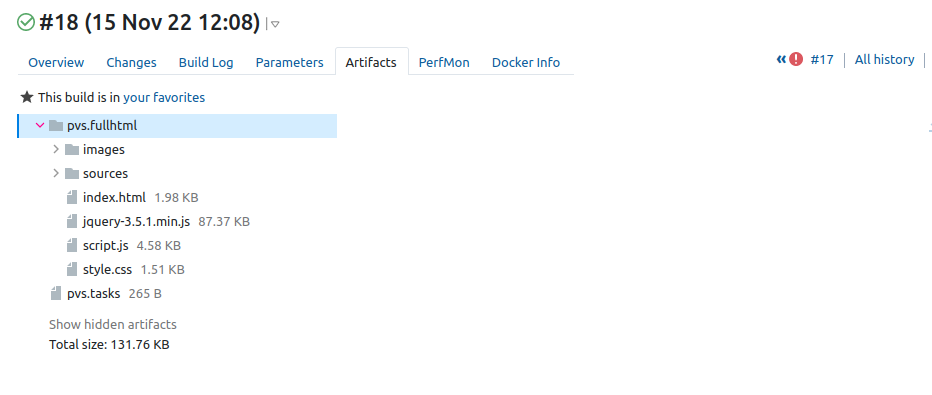 #18 (15 Nov 22 12:08)
Overview Changes Build Log Parameters Artifacts PerfMon Docker Info « #17 All history
This build is in your favorites
pvs.fullhtml
images
sources
index.html 1.98 KB
jquery-3.5.1.min.js 87.37 KB
script.js 4.58 KB
style.css 1.51 KB
pvs.tasks 265 B
Show hidden artifacts
Total size: 131.76 KB